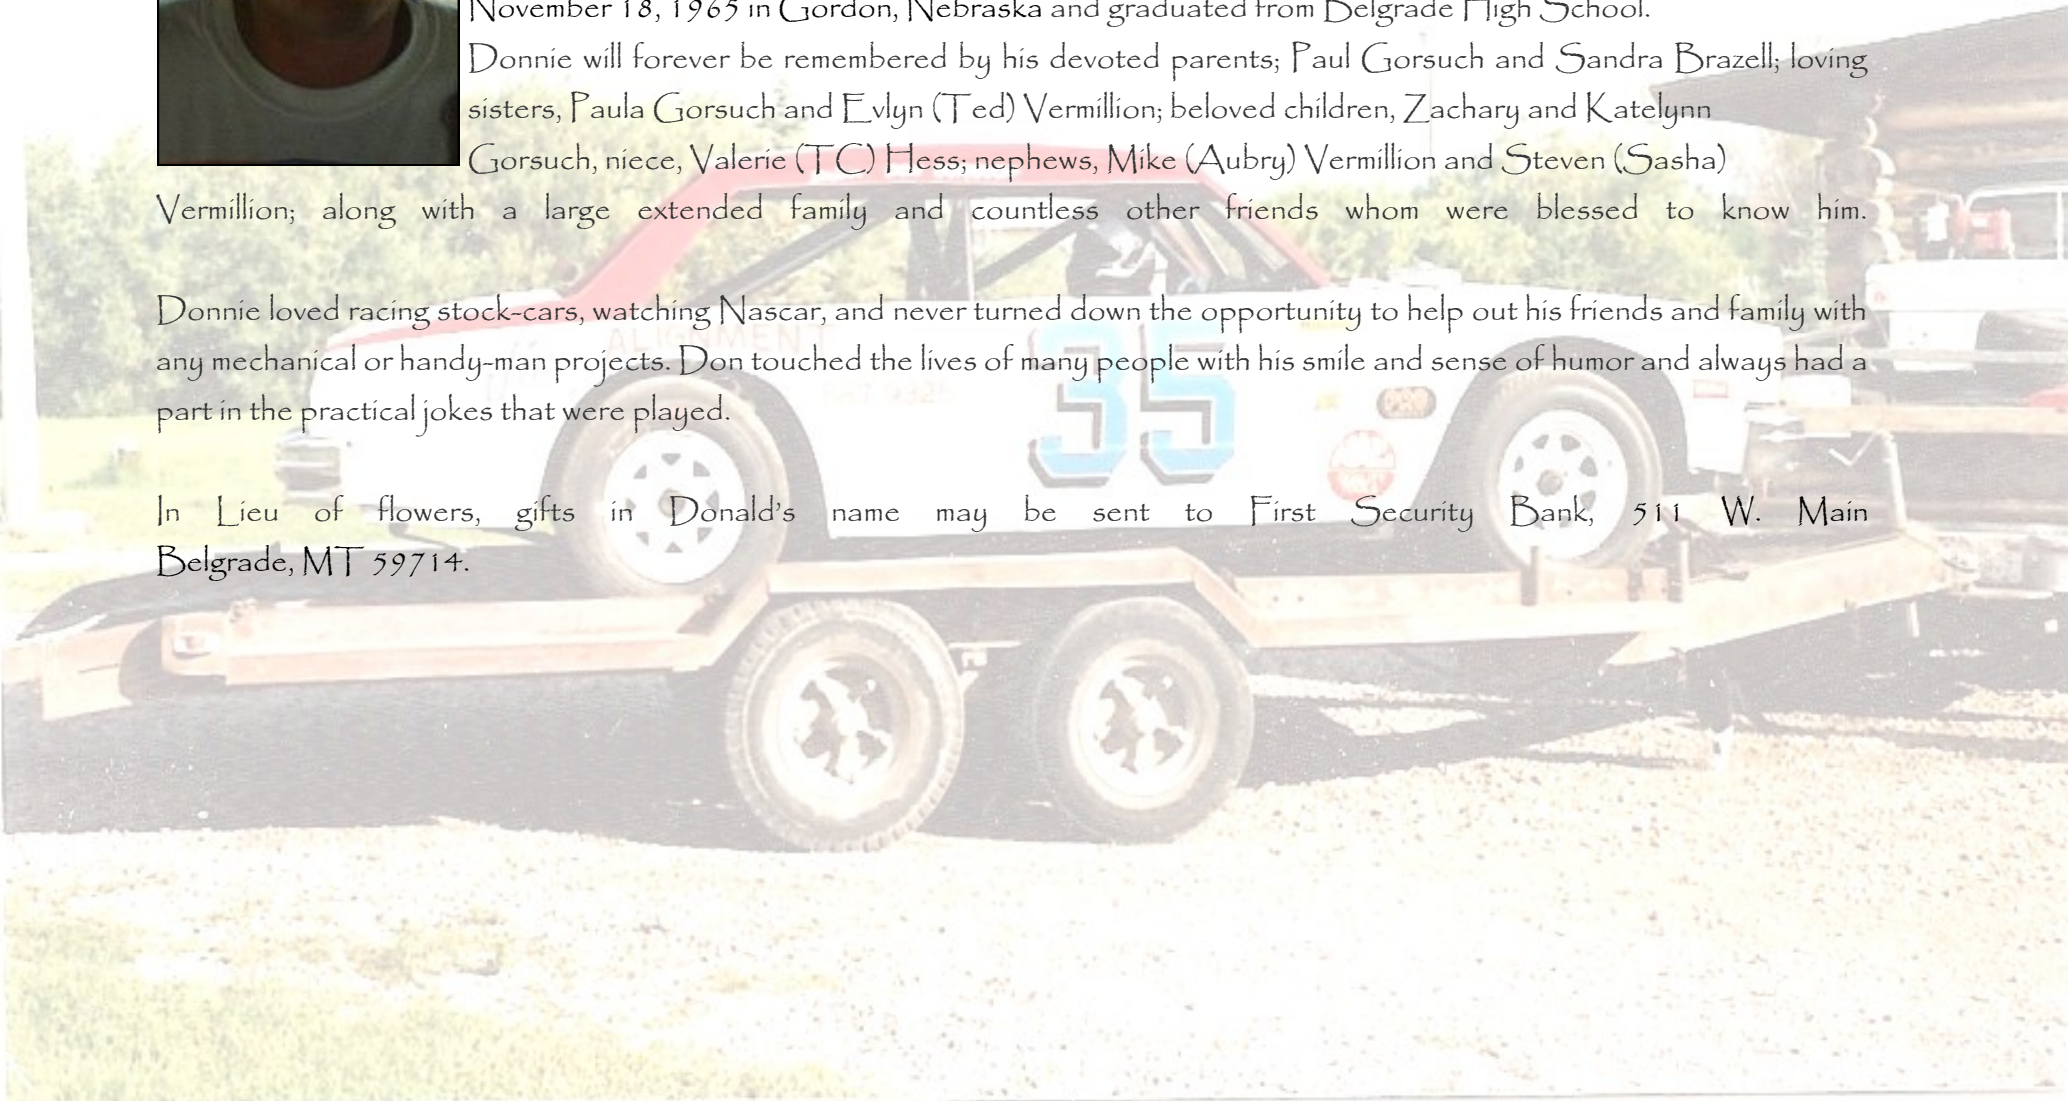 November 18, 1965 in Gordon, Nebraska and graduated from Belgrade High School.
Donnie will forever be remembered by his devoted parents; Paul Gorsuch and Sandra Brazell; loving
sisters, Paula Gorsuch and Evlyn (Ted) Vermillion; beloved children, Zachary and Katelynn
Gorsuch, niece, Valerie (TC) Hess; nephews, Mike (Aubry) Vermillion and Steven (Sasha)
Vermillion; along with a large extended family and countless other friends whom were blessed to know him.
Donnie loved racing stock-cars, watching Nascar, and never turned down the opportunity to help out his friends and family with
ALIGNMENT
35
any mechanical or handy-man projects. Don touched the lives of many people with his smile and sense of humor and always had a
part in the practical jokes that were played.
In Lieu of flowers, gifts in Donald's name may be sent to First Security Bank, 511 W. Main
Belgrade, MT 59714.